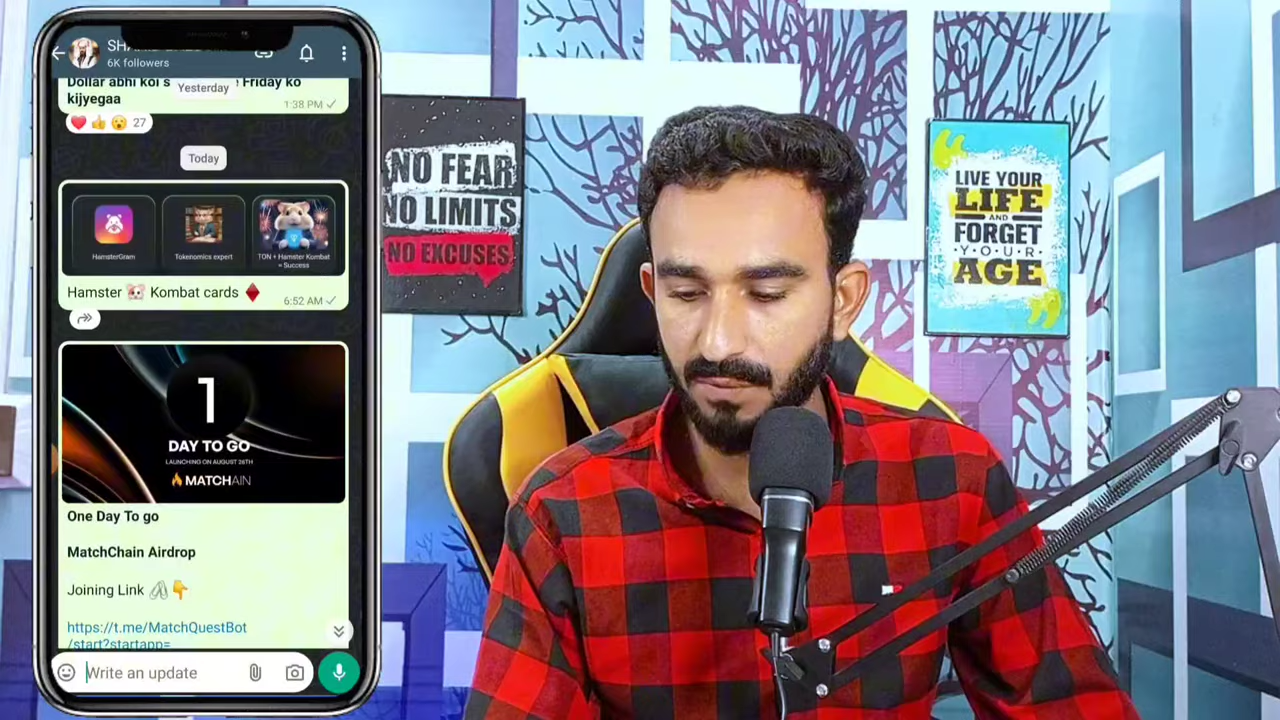 6K followers
Dollar abhi koi s
Friday ko
kijyegaa
Yesterday
1:38 PM
27
Today
HamsterGram
Tokenomics expert
TON + Hamster Kombat
= Success
Hamster 🐹 Kombat cards ♦️
6:52 AM
1
DAY TO GO
LAUNCHING ON AUGUST 28TH
MATCHAIN
One Day To go
MatchChain Airdrop
Joining Link 🖇️👇
https://t.me/MatchQuestBot
/start?startapp=
Write an update
NO FEAR
NO LIMITS
NO EXCUSES
LIVE YOUR
LIFE
AND
FORGET
YOUR
AGE